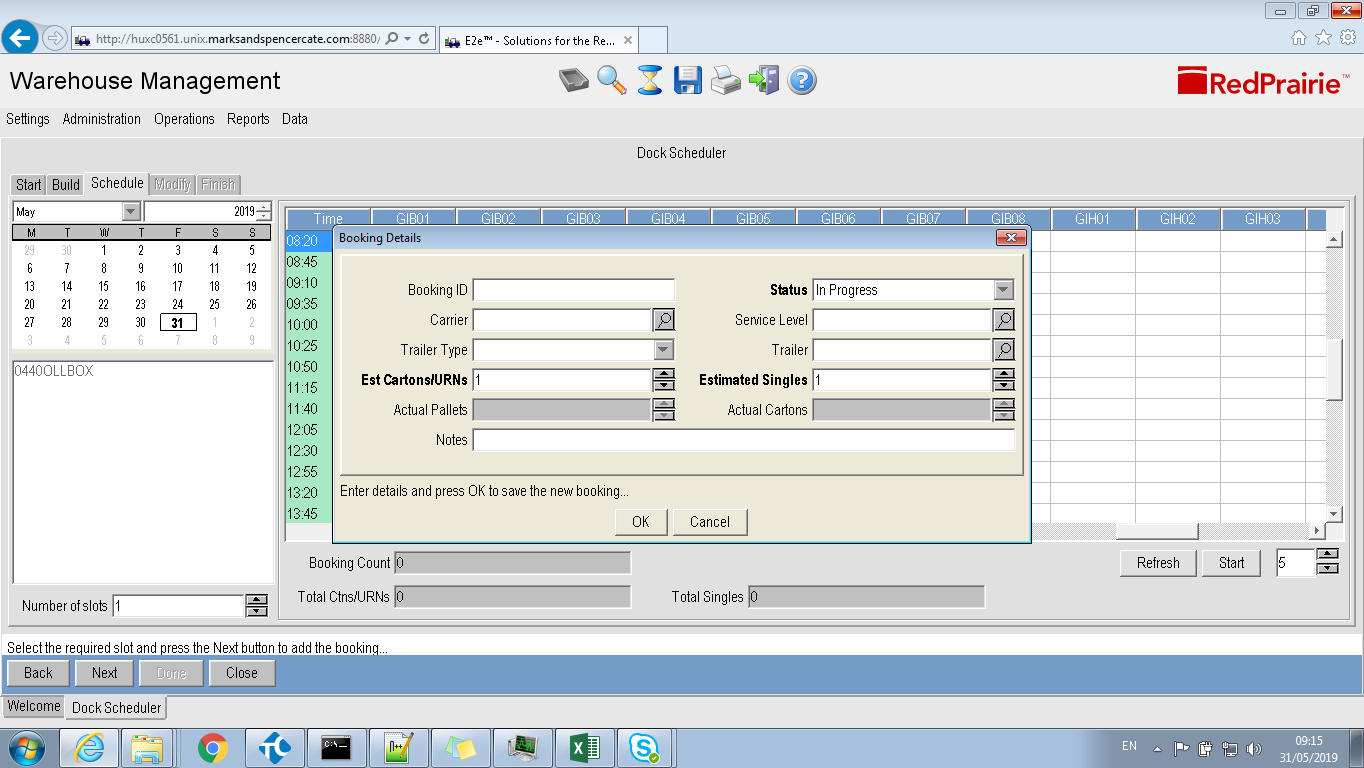 http://huxc0561.unix.marksandspencercate.com:8880/
E2e™ - Solutions for the Re...
Warehouse Management
RedPrairie™
Settings Administration Operations Reports Data
Dock Scheduler
Start Build Schedule Modify Finish
May 2019
M T W T F S S
29 30 1 2 3 4 5
6 7 8 9 10 11 12
13 14 15 16 17 18 19
20 21 22 23 24 25 26
27 28 29 30 31 1 2
3 4 5 6 7 8 9
0440OLLBOX
Number of slots 1
Time GIB01 GIB02 GIB03 GIB04 GIB05 GIB06 GIB07 GIB08 GIH01 GIH02 GIH03
08:20
08:45
09:10
09:35
10:00
10:25
10:50
11:15
11:40
12:05
12:30
12:55
13:20
13:45
Booking Details
Booking ID Status In Progress
Carrier Service Level
Trailer Type Trailer
Est Cartons/URNs 1 Estimated Singles 1
Actual Pallets Actual Cartons
Notes
Enter details and press OK to save the new booking...
OK Cancel
Booking Count 0 Refresh Start 5
Total Ctns/URNs 0 Total Singles 0
Select the required slot and press the Next button to add the booking...
Back Next Done Close
Welcome Dock Scheduler
EN 09:15
31/05/2019